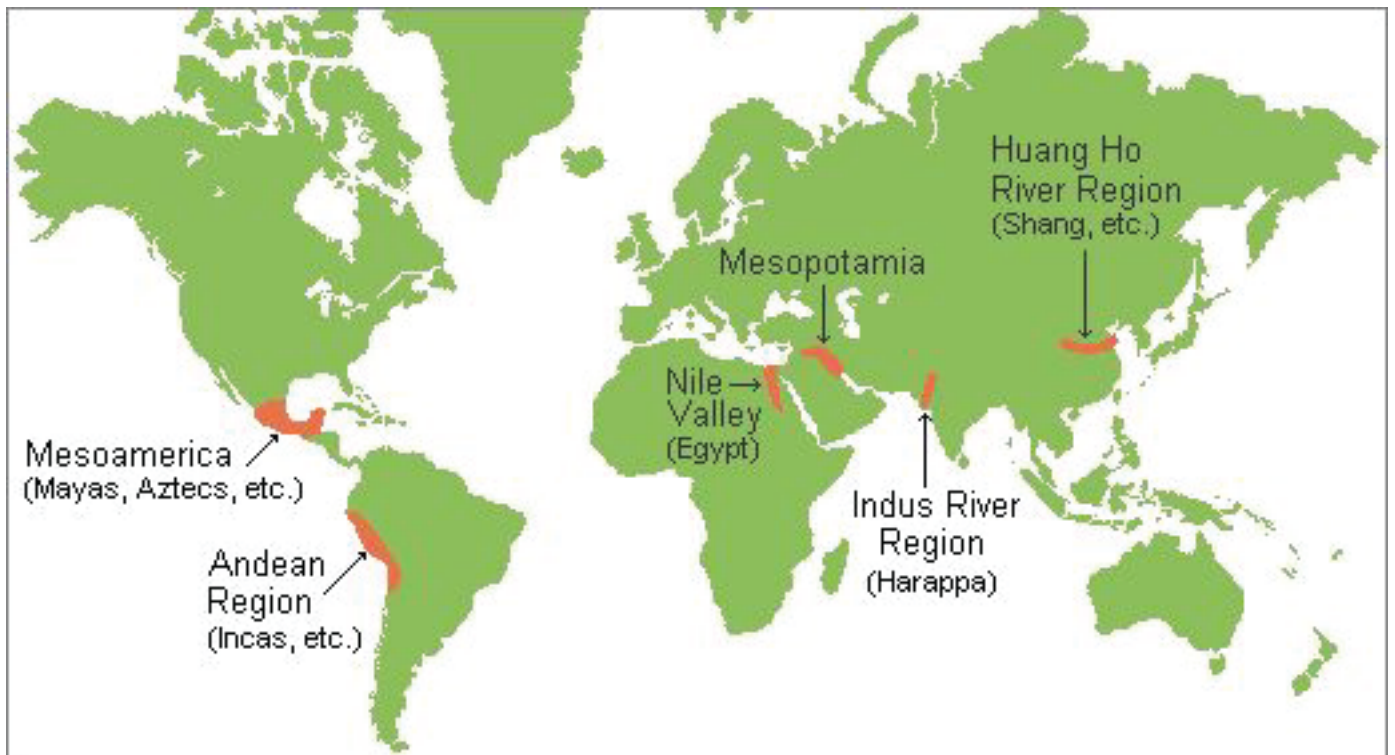 Huang Ho
River Region
(Shang, etc.)
Mesopotamia
Nile
Valley
(Egypt)
Mesoamerica
(Mayas, Aztecs, etc.)
Indus River
Region
(Harappa)
Andean
Region
(Incas, etc.)